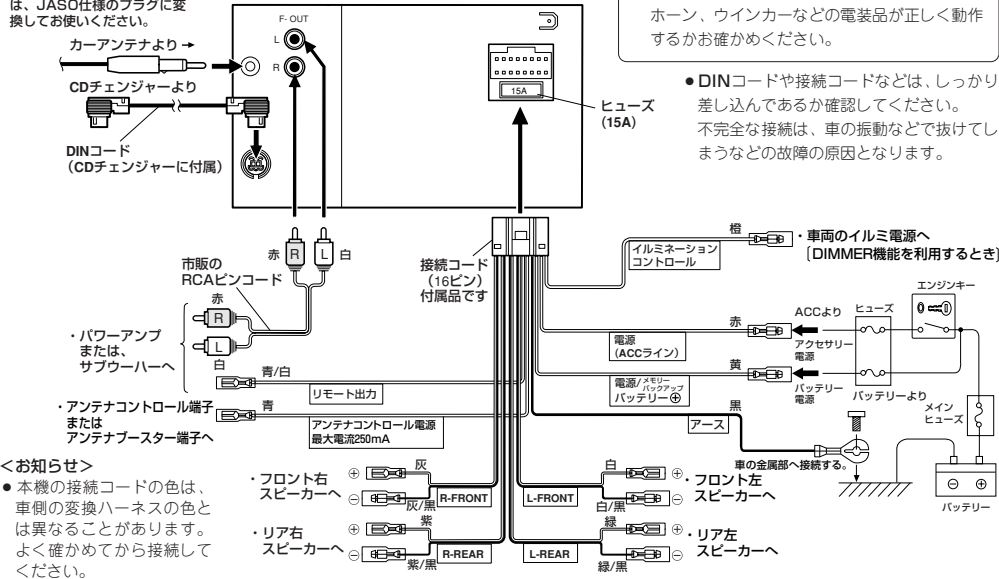 は、JASO仕様のプラグに変
換してお使いください。
カーアンテナより
CDチェンジャーより
DINコード
（CDチェンジャーに付属）
F- OUT
L
R
15A
ヒューズ
(15A)
ホーン、ウインカーなどの電装品が正しく動作
するかお確かめください。
● DINコードや接続コードなどは、しっかり
差し込んであるか確認してください。
不完全な接続は、車の振動などで抜けてし
まうなどの故障の原因となります。
赤 R L 白
市販の
RCAピンコード
赤
R
L
白
・パワーアンプ
または、
サブウーハーへ
青/白
リモート出力
・アンテナコントロール端子
または
アンテナブースター端子へ
青
アンテナコントロール電源
最大電流250mA
接続コード
（16ピン）
付属品です
橙
イルミネーション
コントロール
・車両のイルミ電源へ
[DIMMER機能を利用するとき]
赤
電源
(ACCライン)
ACCより
アクセサリー
電源
ヒューズ
エンジンキー
黄
電源/メモリー
バックアップ
バッテリー⊕
バッテリー
電源
バッテリーより
メイン
ヒューズ
黒
アース
車の金属部へ接続する。
⊖ ⊕
バッテリー
<お知らせ>
● 本機の接続コードの色は、
車側の変換ハーネスの色と
は異なることがあります。
よく確かめてから接続して
ください。
・フロント右
スピーカーへ
⊕
灰
⊖
灰/黒
R-FRONT
・リア右
スピーカーへ
⊕
紫
⊖
紫/黒
R-REAR
L-FRONT
白
⊕
白/黒
⊖
・フロント左
スピーカーへ
L-REAR
緑
⊕
緑/黒
⊖
・リア左
スピーカーへ